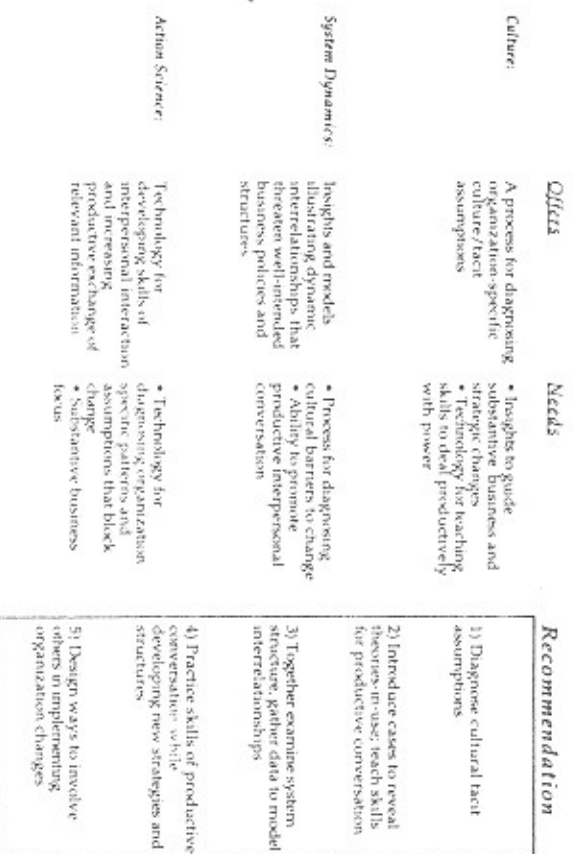 Offers
Needs
Recommendation
Culture:
A process for diagnosing
organization-specific
culture/tacit
assumptions
• Insights to guide
substantive business and
strategic changes
• Technology for teaching
skills to deal productively
with power
System Dynamics:
Insights and models
illustrating dynamic
interrelationships that
threaten well-intended
business policies and
structures
• Process for diagnosing
cultural barriers to change
• Ability to promote
productive interpersonal
conversation
Action Science:
Technology for
developing skills of
interpersonal interaction
and increasing
productive exchange of
relevant information
• Technology for
diagnosing organization
specific patterns and
assumptions that block
change
• Substantive business
focus
1) Diagnose cultural tacit
assumptions
2) Introduce cases to reveal
theories-in-use; teach skills
for productive conversation
3) Together examine system
structure, gather data to model
interrelationships
4) Practice skills of productive
conversation while
developing new strategies and
structures
5) Design ways to involve
others in implementing
organization changes